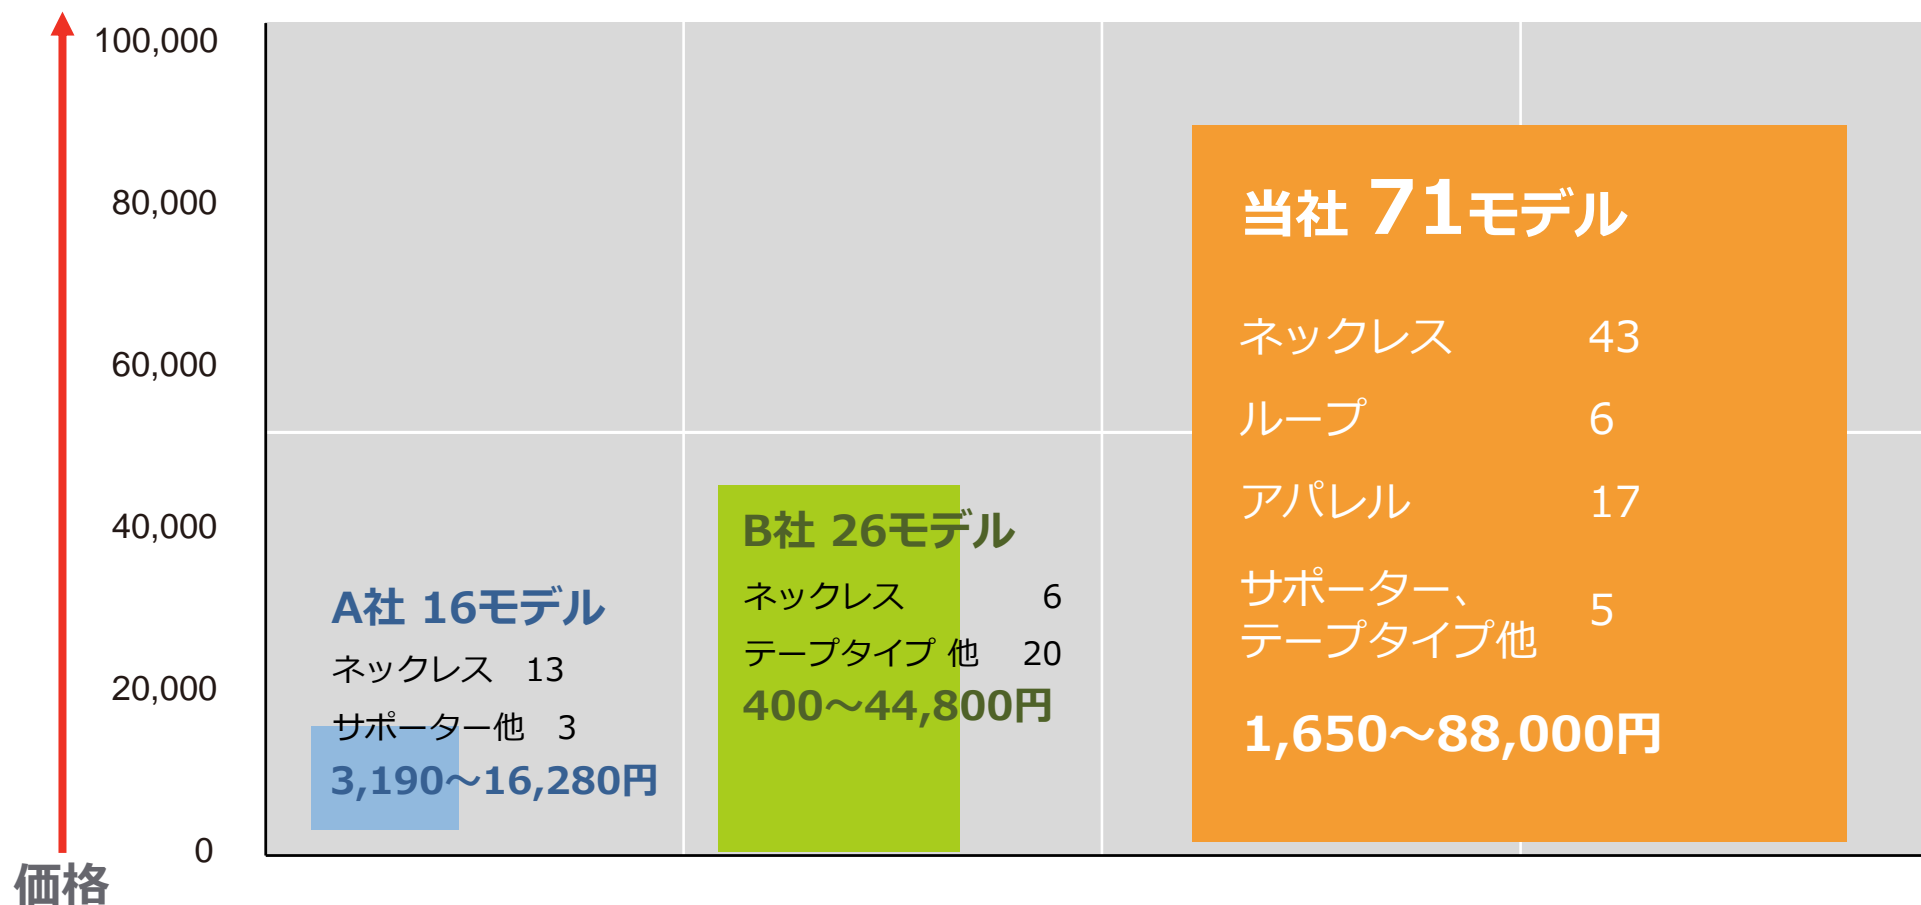 100,000
80,000
60,000
40,000
20,000
0
価格
A社 16モデル
ネックレス 13
サポーター他 3
3,190～16,280円
B社 26モデル
ネックレス 6
テープタイプ 他 20
400～44,800円
当社 71モデル
ネックレス 43
ループ 6
アパレル 17
サポーター、
テープタイプ他 5
1,650～88,000円